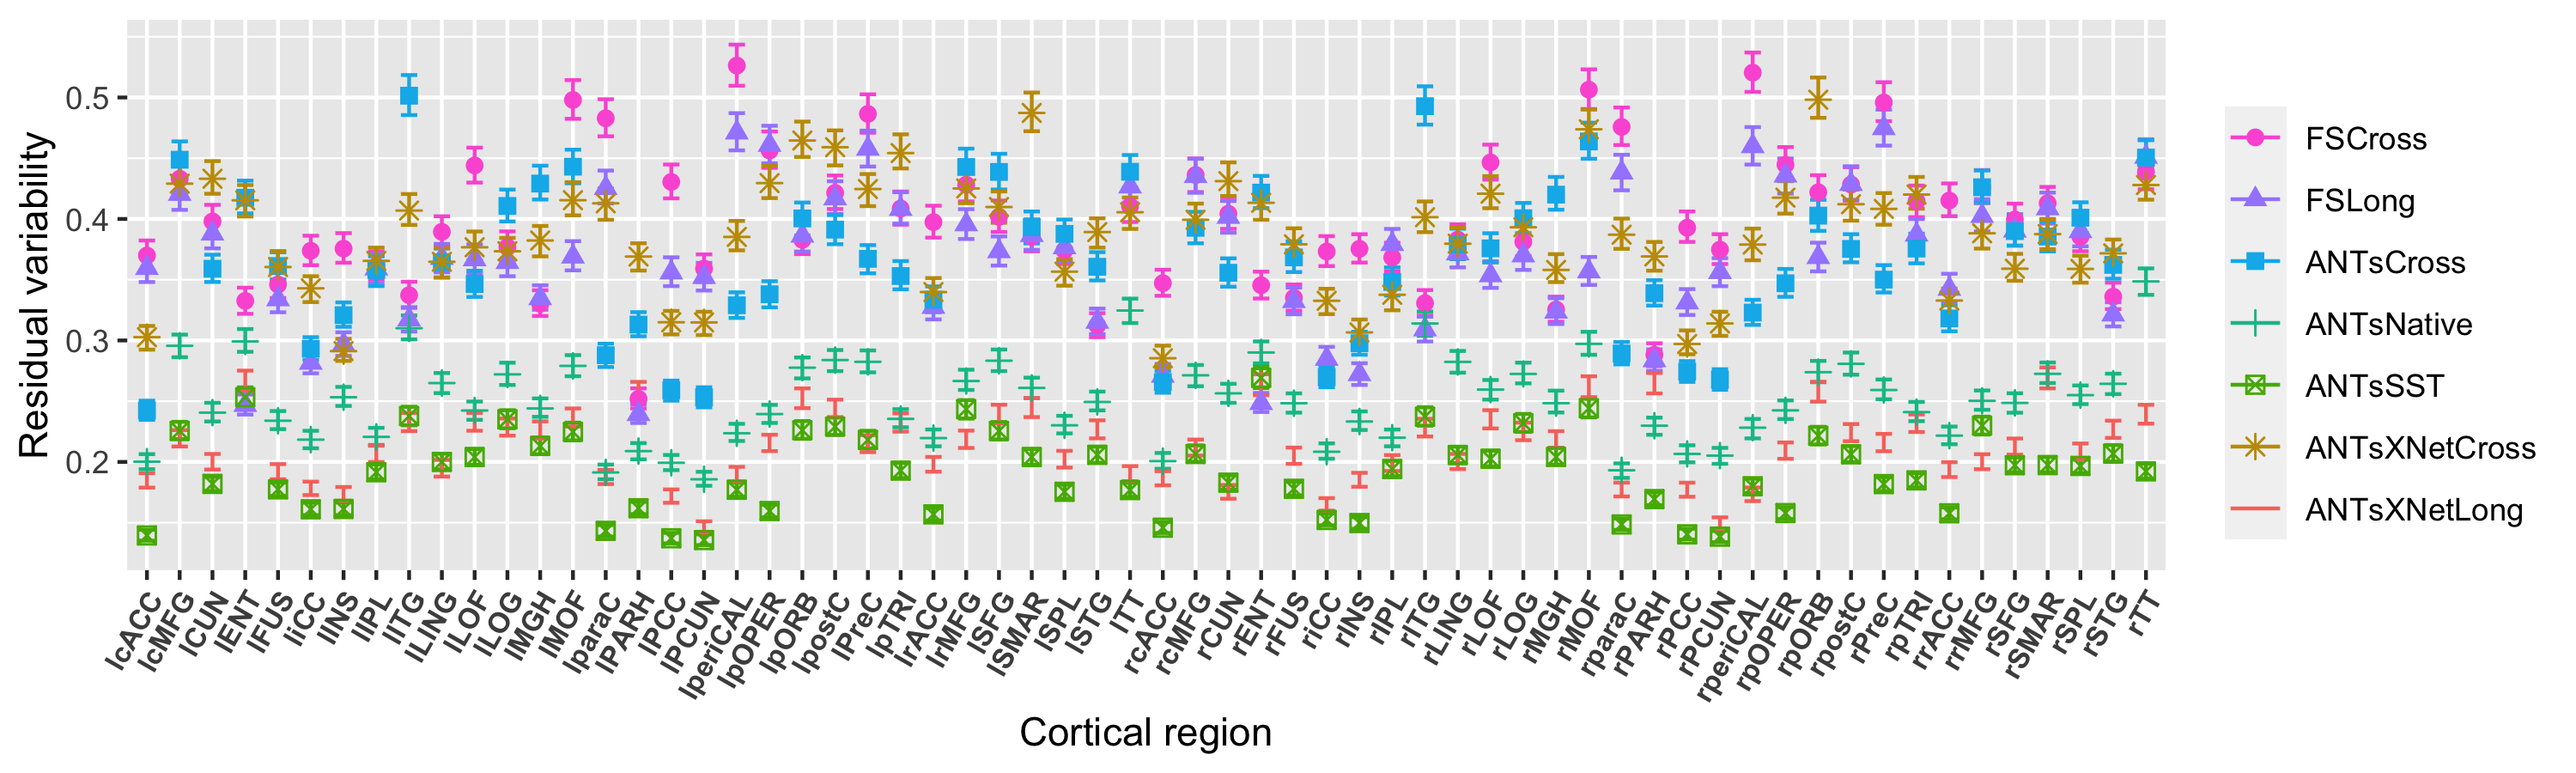 Residual variability
0.5
0.4
0.3
0.2
lcACC
lcMFG
lCUN
lENT
lFUS
liCC
lINS
lIPL
lITG
lLING
lLOF
lLOG
lMGH
lMOF
lparaC
lPARH
lPCC
lPCUN
lperiCAL
lpOPER
lpORB
lpostC
lPreC
lpTRI
lrACC
lrMFG
lSFG
lSMAR
lSPL
lSTG
lTT
rcACC
rcMFG
rCUN
rENT
rFUS
riCC
rINS
rIPL
rITG
rLING
rLOF
rLOG
rMGH
rMOF
rparaC
rPARH
rPCC
rPCUN
rperiCAL
rpOPER
rpORB
rpostC
rPreC
rpTRI
rrACC
rrMFG
rSFG
rSMAR
rSPL
rSTG
rTT
Cortical region
FSCross
FSLong
ANTsCross
ANTsNative
ANTsSST
ANTsXNetCross
ANTsXNetLong